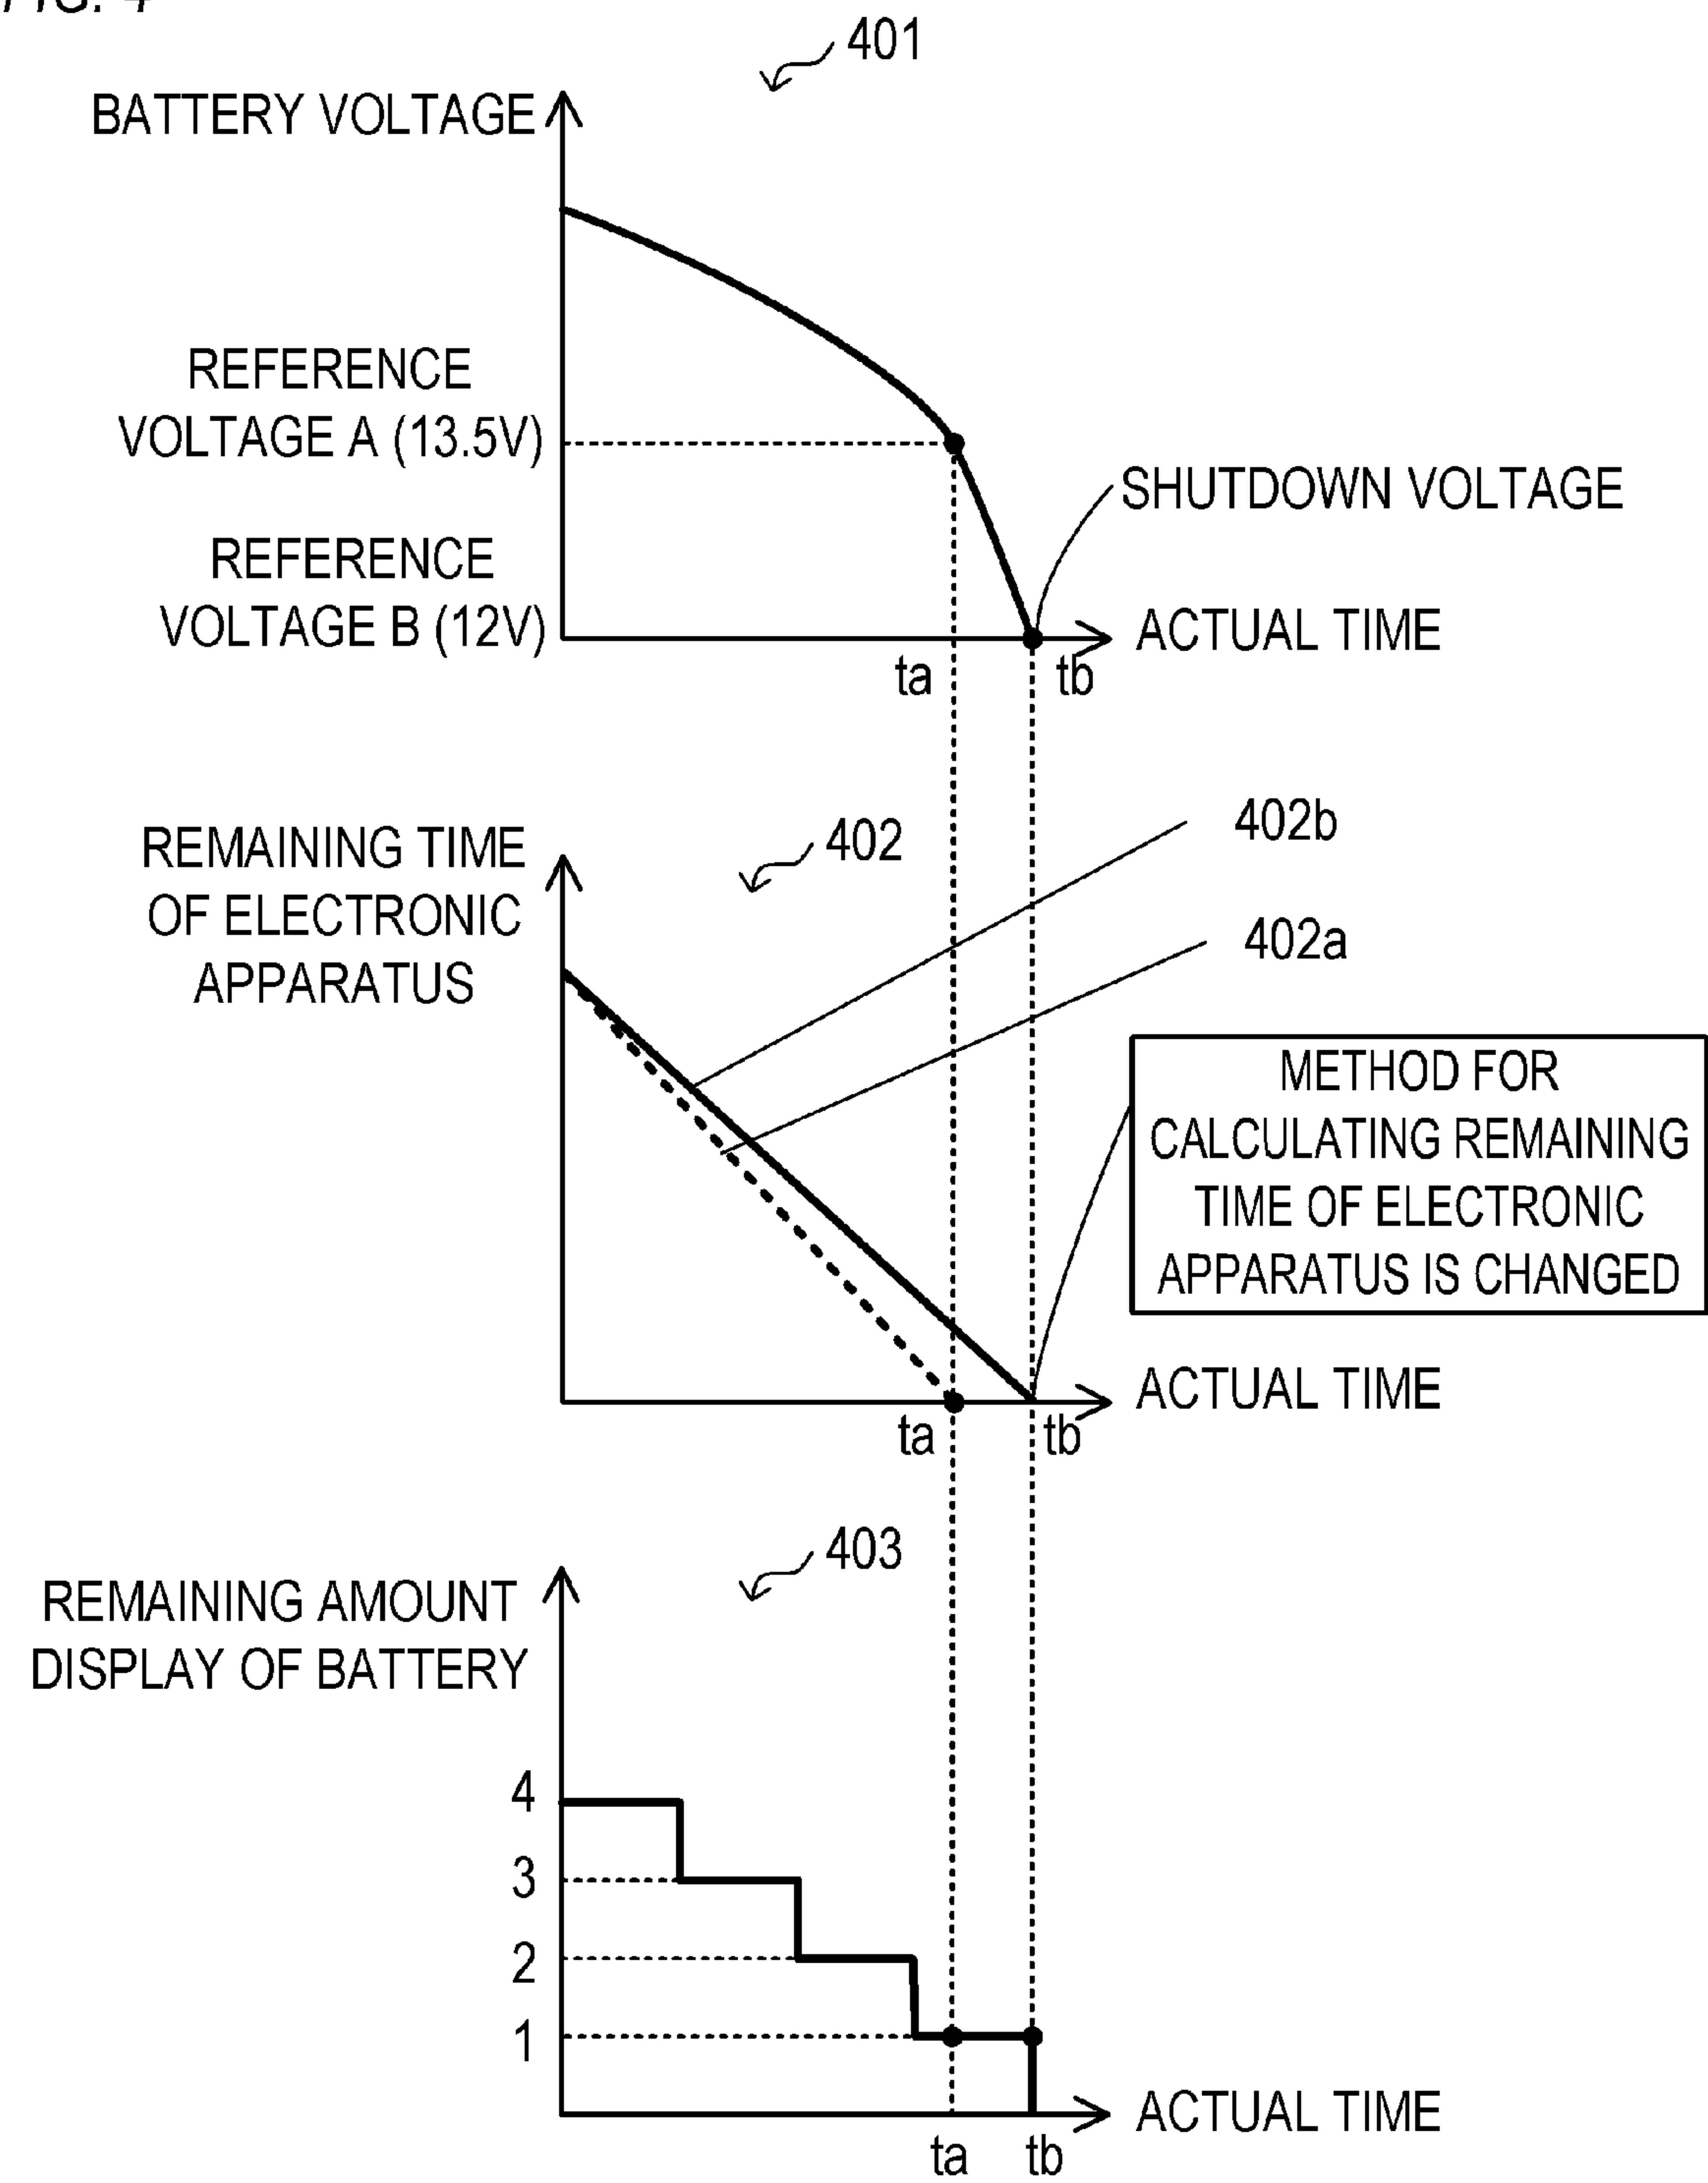 FIG. 4
401
BATTERY VOLTAGE
REFERENCE
VOLTAGE A (13.5V)
SHUTDOWN VOLTAGE
REFERENCE
VOLTAGE B (12V)
ACTUAL TIME
ta
tb
402b
REMAINING TIME
OF ELECTRONIC
APPARATUS
402
402a
METHOD FOR
CALCULATING REMAINING
TIME OF ELECTRONIC
APPARATUS IS CHANGED
ACTUAL TIME
ta
tb
403
REMAINING AMOUNT
DISPLAY OF BATTERY
4
3
2
1
ACTUAL TIME
ta
tb